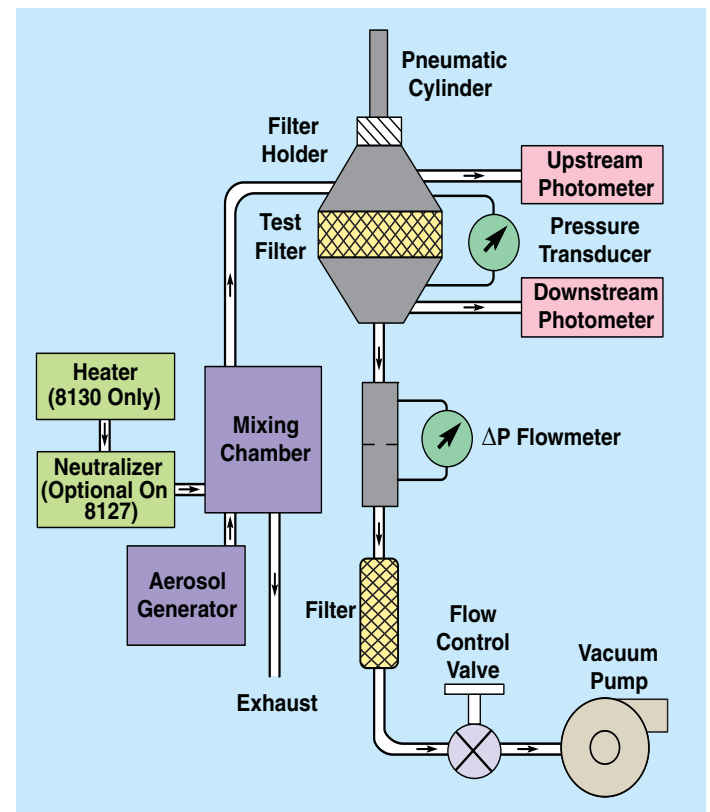 Pneumatic
Cylinder
Filter
Holder
Upstream
Photometer
Test
Filter
Pressure
Transducer
Downstream
Photometer
Heater
(8130 Only)
Mixing
Chamber
ΔP Flowmeter
Neutralizer
(Optional On
8127)
Aerosol
Generator
Filter
Flow
Control
Valve
Vacuum
Pump
Exhaust